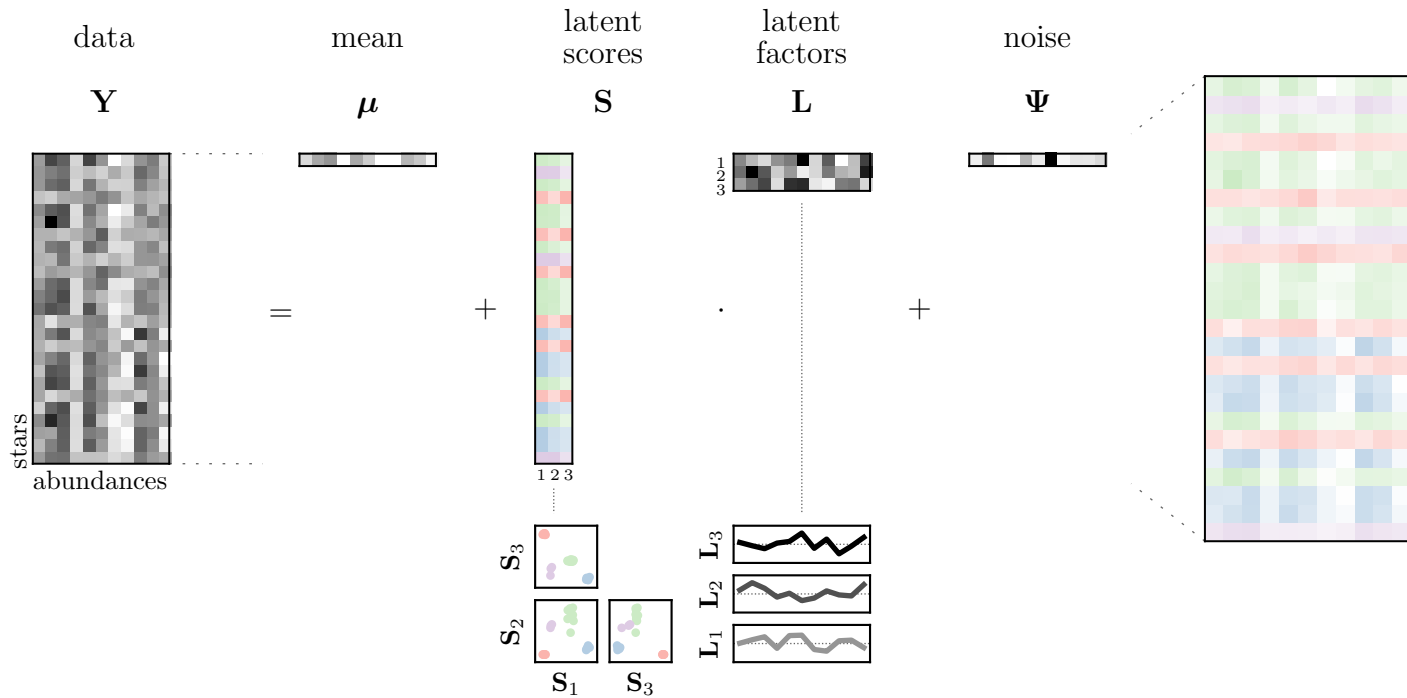 data
mean
latent
scores
latent
factors
noise
Y
μ
S
L
Ψ
1
2
3
=
+
·
+
stars
abundances
1 2 3
S3
L3
S2
L2
L1
S1
S3